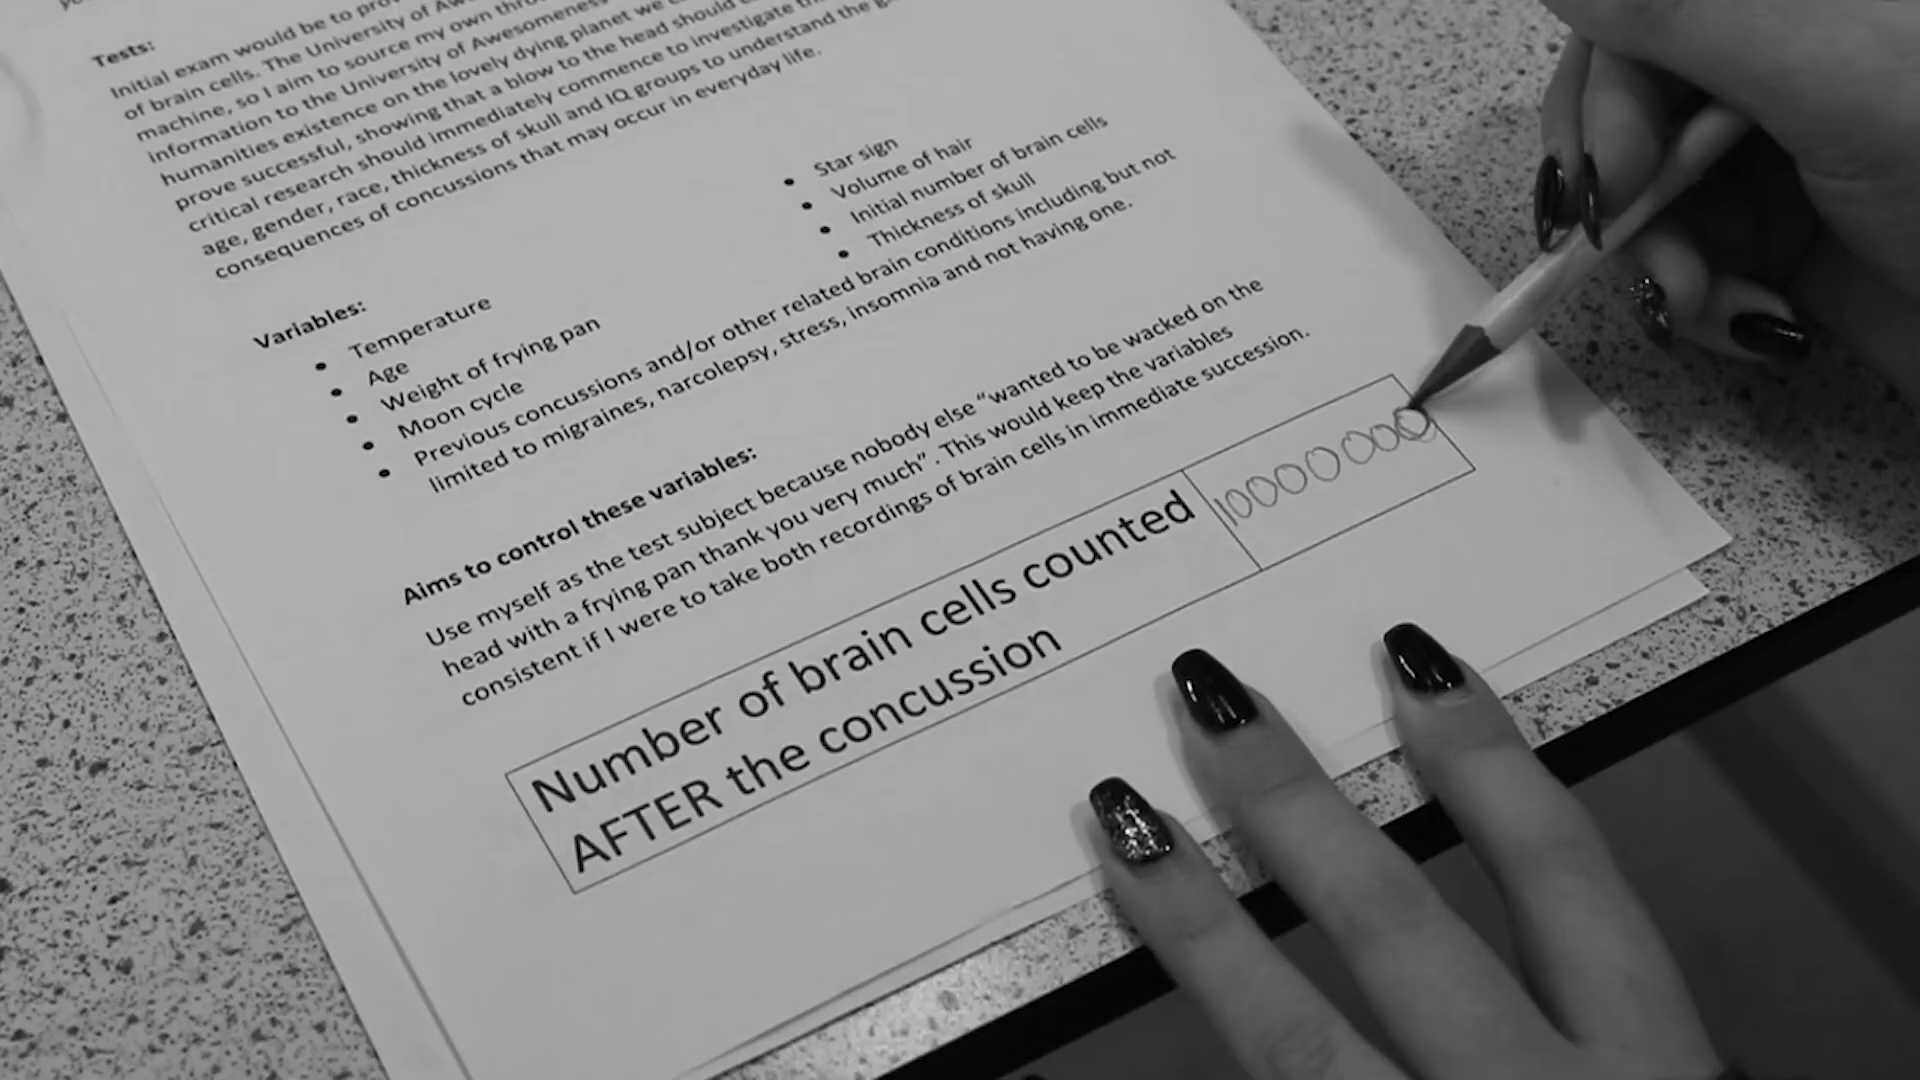 Tests:
Initial exam would be to prov
of brain cells. The University of Aw
machine, so I aim to source my own thro
information to the University of Awesomeness
humanities existence on the lovely dying planet we c
prove successful, showing that a blow to the head should c
critical research should immediately commence to investigate th
age, gender, race, thickness of skull and IQ groups to understand the g
consequences of concussions that may occur in everyday life.
Variables:
• Temperature
• Age
• Weight of frying pan
• Moon cycle
• Previous concussions and/or other related brain conditions including but not
limited to migraines, narcolepsy, stress, insomnia and not having one.
• Star sign
• Volume of hair
• Initial number of brain cells
• Thickness of skull
Aims to control these variables:
Use myself as the test subject because nobody else “wanted to be wacked on the
head with a frying pan thank you very much” . This would keep the variables
consistent if I were to take both recordings of brain cells in immediate succession.
Number of brain cells counted
AFTER the concussion
10000000